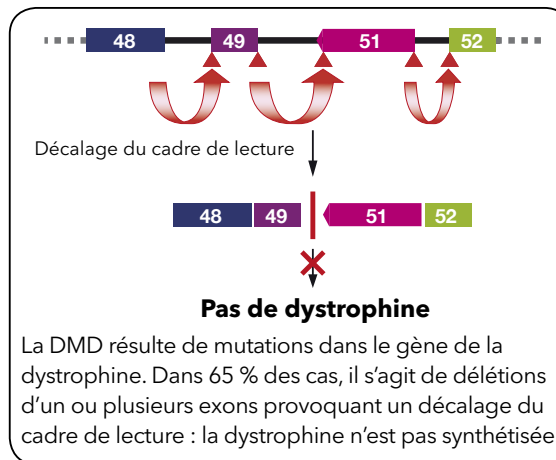 48 49 51 52
Décalage du cadre de lecture
48 49 51 52
Pas de dystrophine
La DMD résulte de mutations dans le gène de la
dystrophine. Dans 65 % des cas, il s’agit de délétions
d’un ou plusieurs exons provoquant un décalage du
cadre de lecture : la dystrophine n’est pas synthétisée